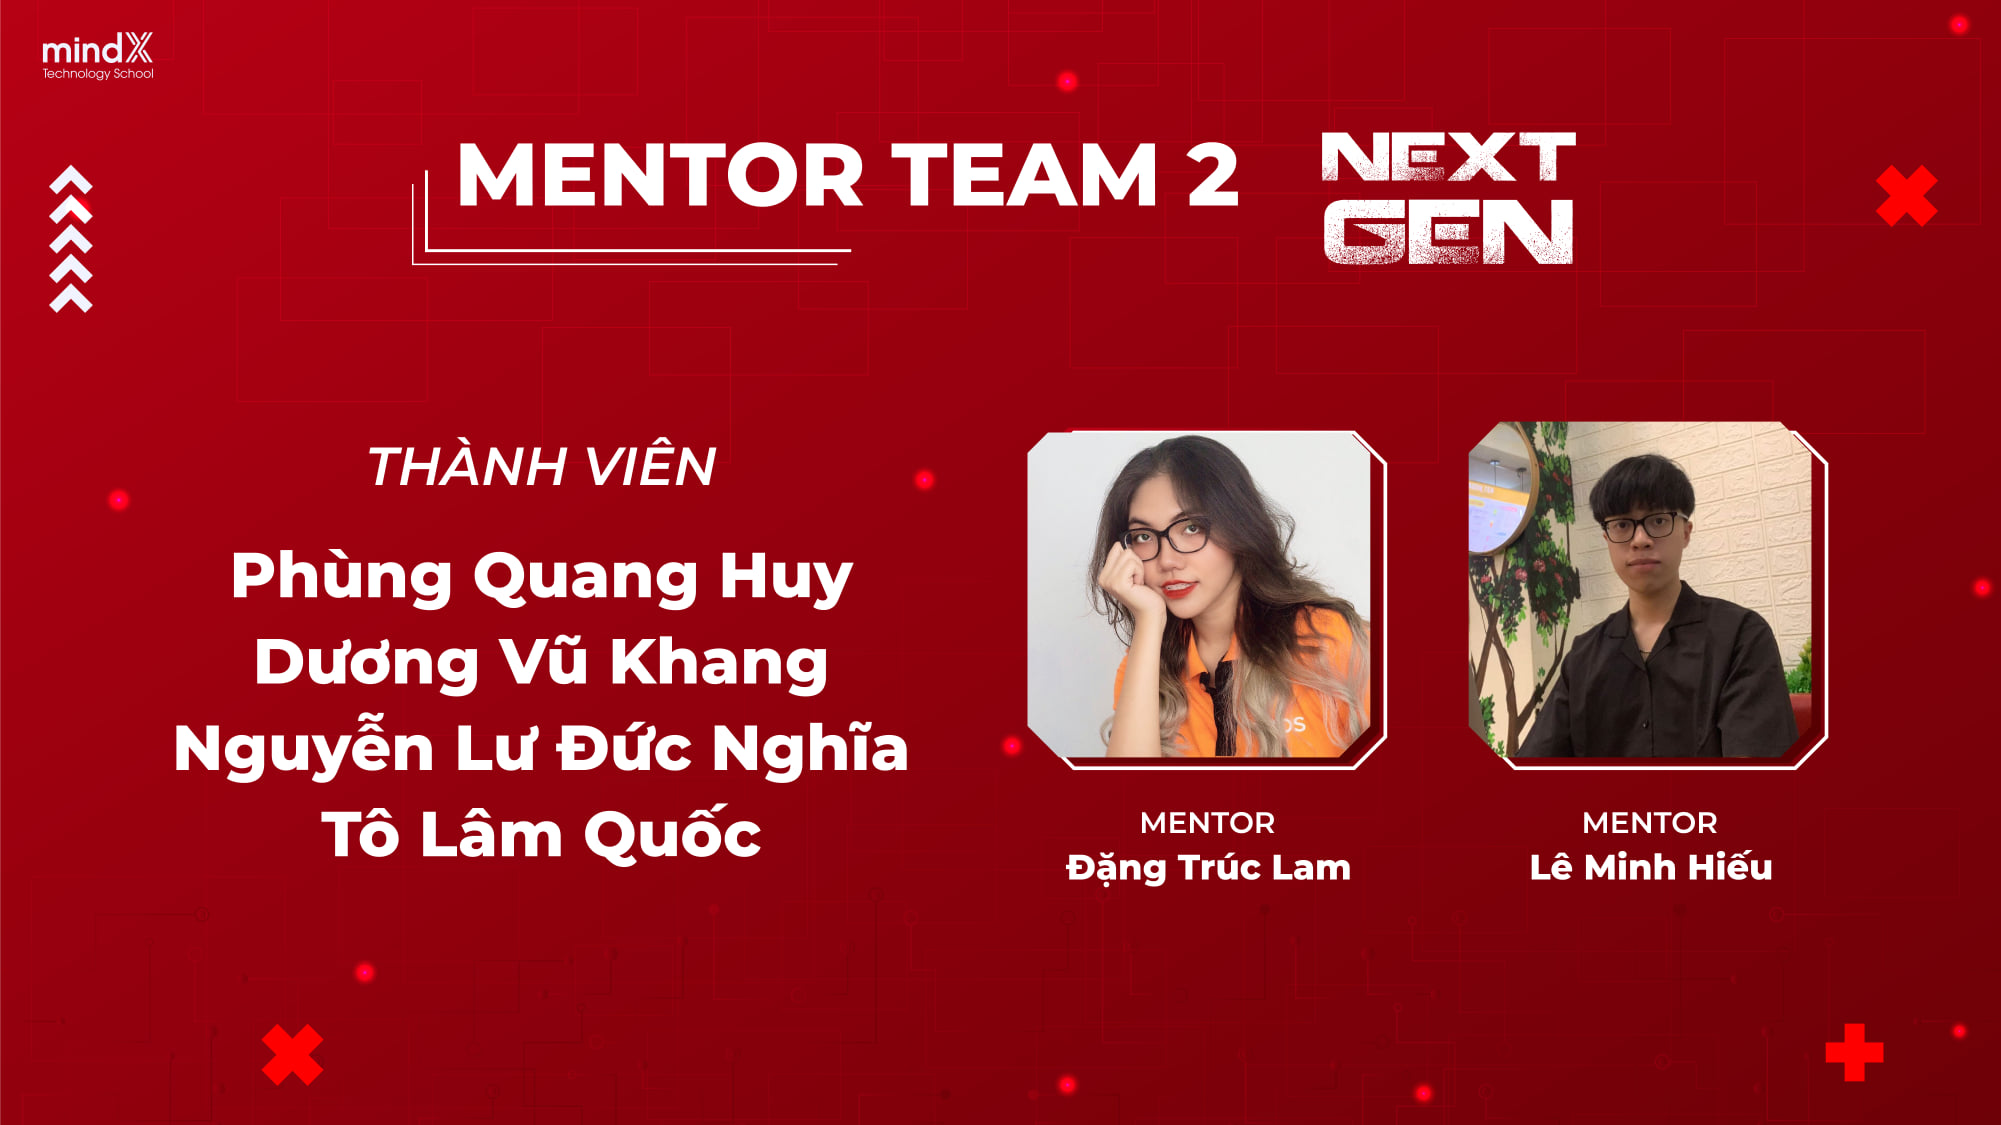 mindX
Technology School
MENTOR TEAM 2
NEXT
GEN
THÀNH VIÊN
Phùng Quang Huy
Dương Vũ Khang
Nguyễn Lư Đức Nghĩa
Tô Lâm Quốc
OS
MENTOR
Đặng Trúc Lam
MENTOR
Lê Minh Hiếu